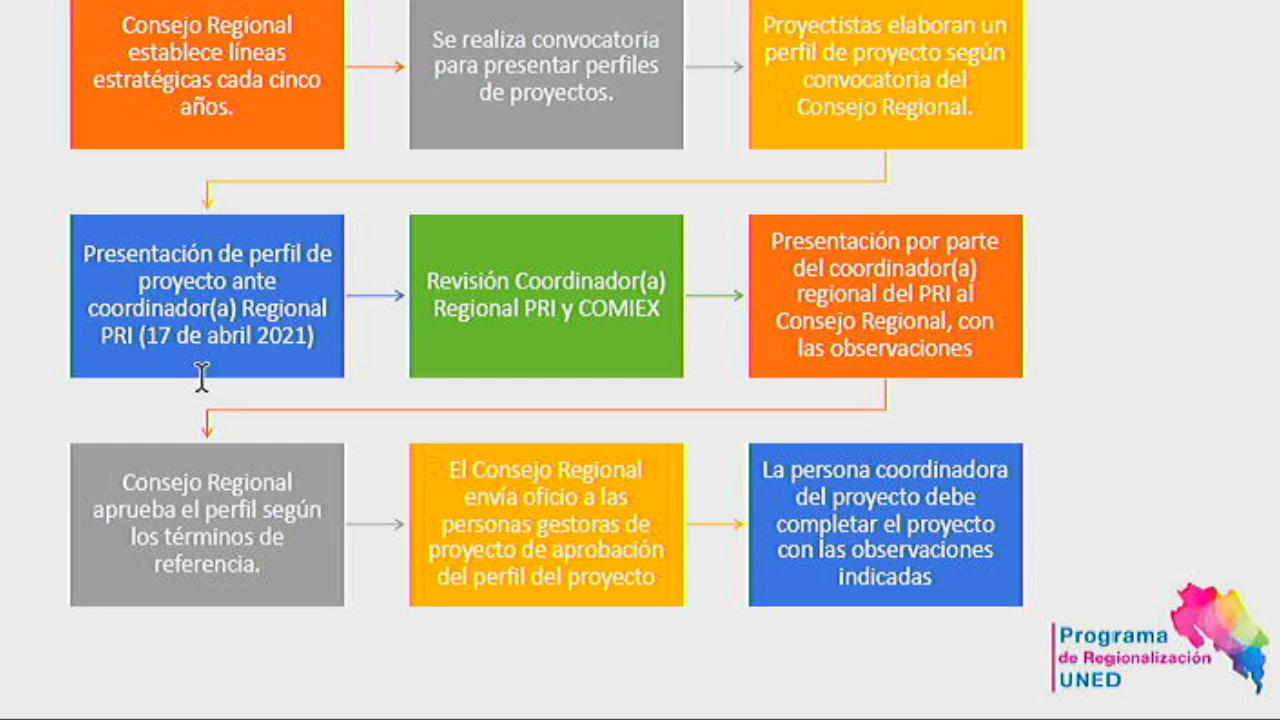 Consejo Regional
establece líneas
estratégicas cada cinco
años.
Se realiza convocatoria
para presentar perfiles
de proyectos.
Proyectistas elaboran un
perfil de proyecto según
convocatoria del
Consejo Regional.
Presentación de perfil de
proyecto ante
coordinador(a) Regional
PRI (17 de abril 2021)
Revisión Coordinador(a)
Regional PRI y COMIEX
Presentación por parte
del coordinador(a)
regional del PRI al
Consejo Regional, con
las observaciones
Consejo Regional
aprueba el perfil según
los términos de
referencia.
El Consejo Regional
envía oficio a las
personas gestoras de
proyecto de aprobación
del perfil del proyecto
La persona coordinadora
del proyecto debe
completar el proyecto
con las observaciones
indicadas
Programa
de Regionalización
UNED